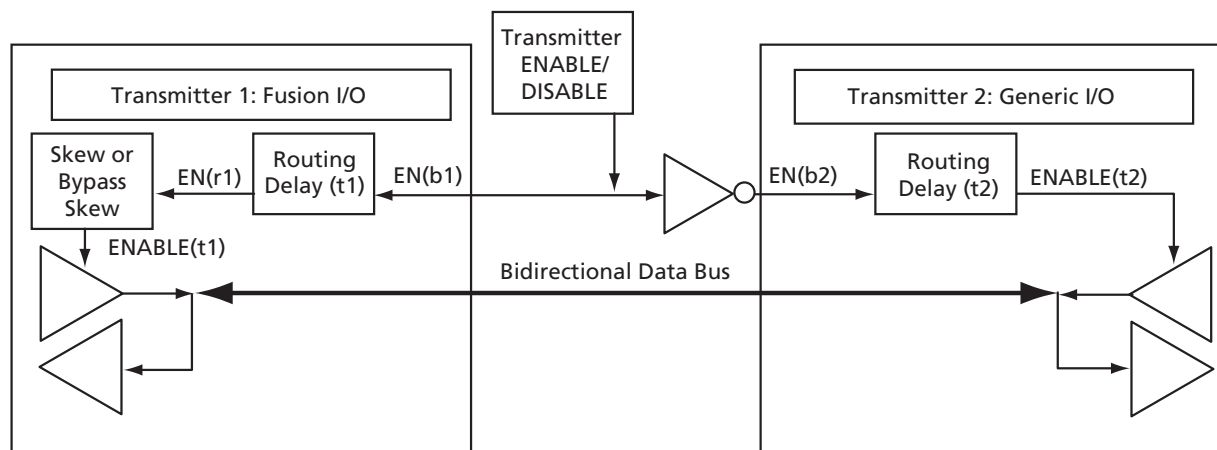 Transmitter
ENABLE/
DISABLE
Transmitter 1: Fusion I/O
Transmitter 2: Generic I/O
Skew or
Bypass
Skew
EN(r1)
Routing
Delay (t1)
EN(b1)
EN(b2)
Routing
Delay (t2)
ENABLE(t2)
ENABLE(t1)
Bidirectional Data Bus